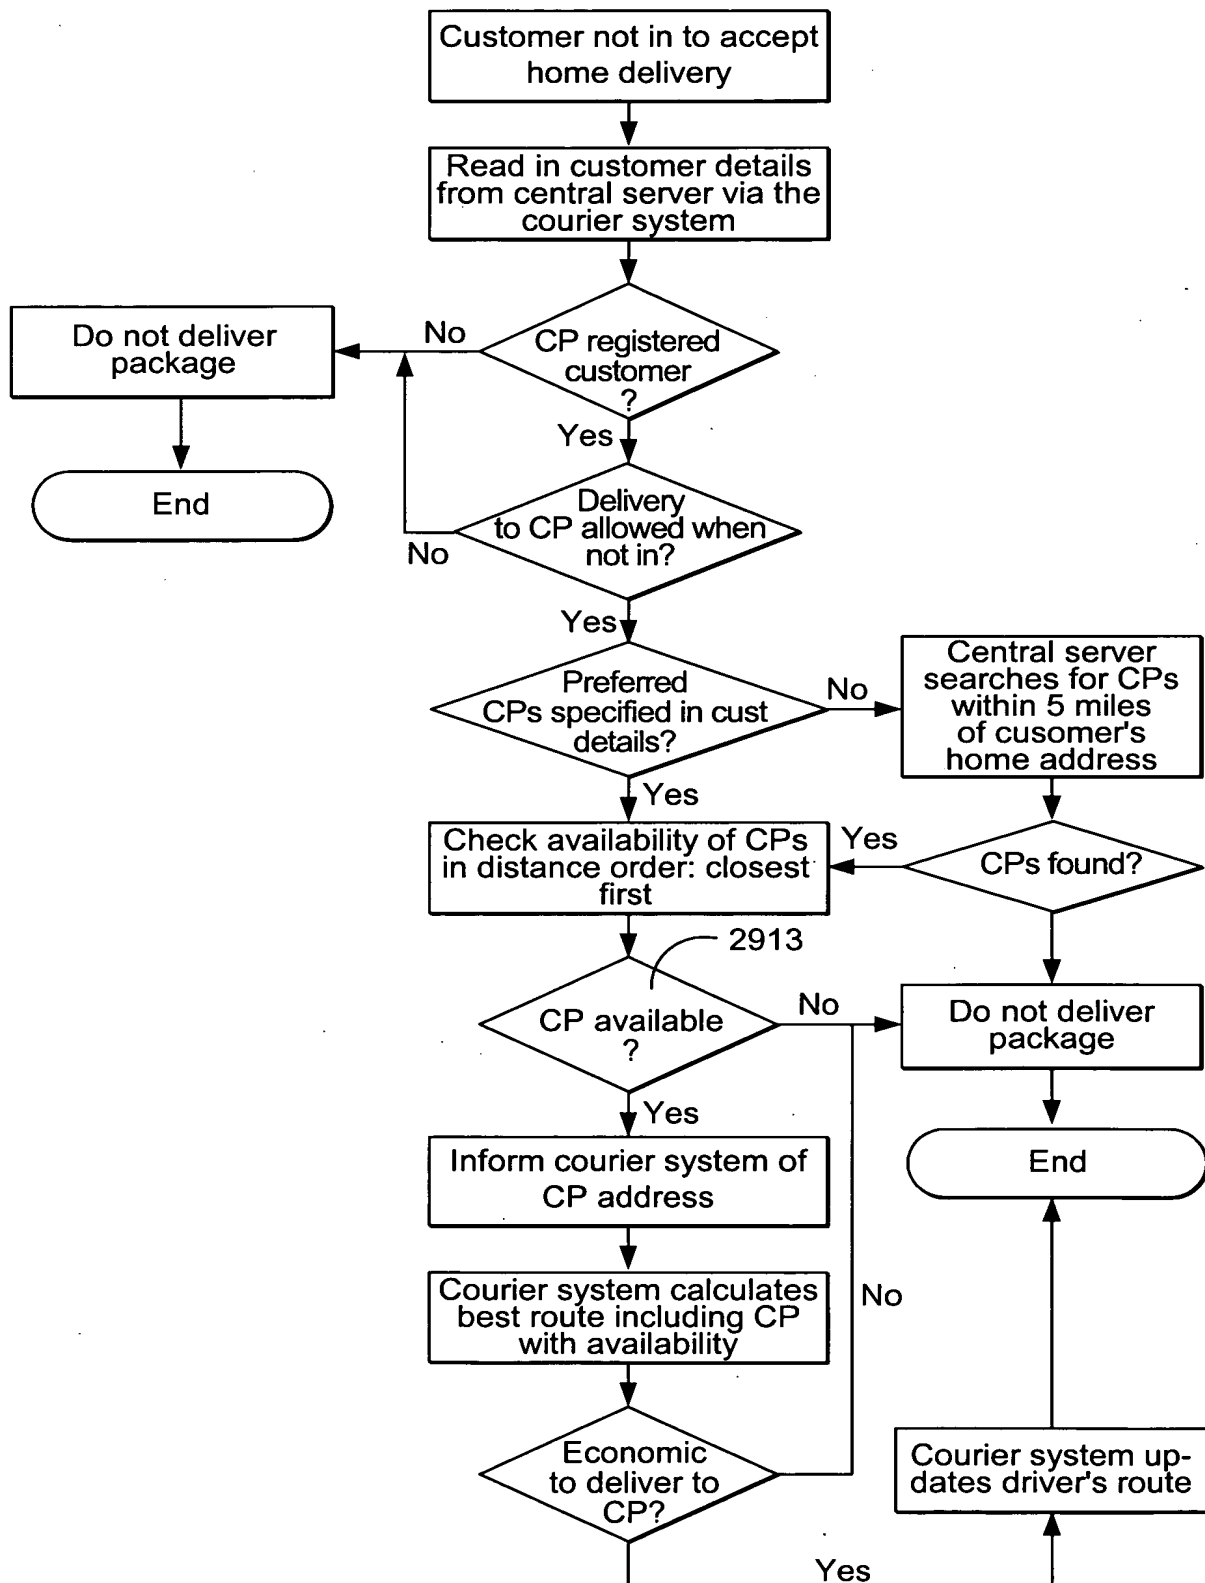 Customer not in to accept
home delivery
Read in customer details
from central server via the
courier system
Do not deliver
package
No
CP registered
customer
?
Yes
End
Delivery
to CP allowed when
not in?
No
Yes
Preferred
CPs specified in cust
details?
No
Central server
searches for CPs
within 5 miles
of cusomer's
home address
Yes
Check availability of CPs
in distance order: closest
first
Yes
CPs found?
2913
CP available
?
No
Do not deliver
package
Yes
End
Inform courier system of
CP address
Courier system calculates
best route including CP
with availability
No
Economic
to deliver to
CP?
Courier system up-
dates driver's route
Yes